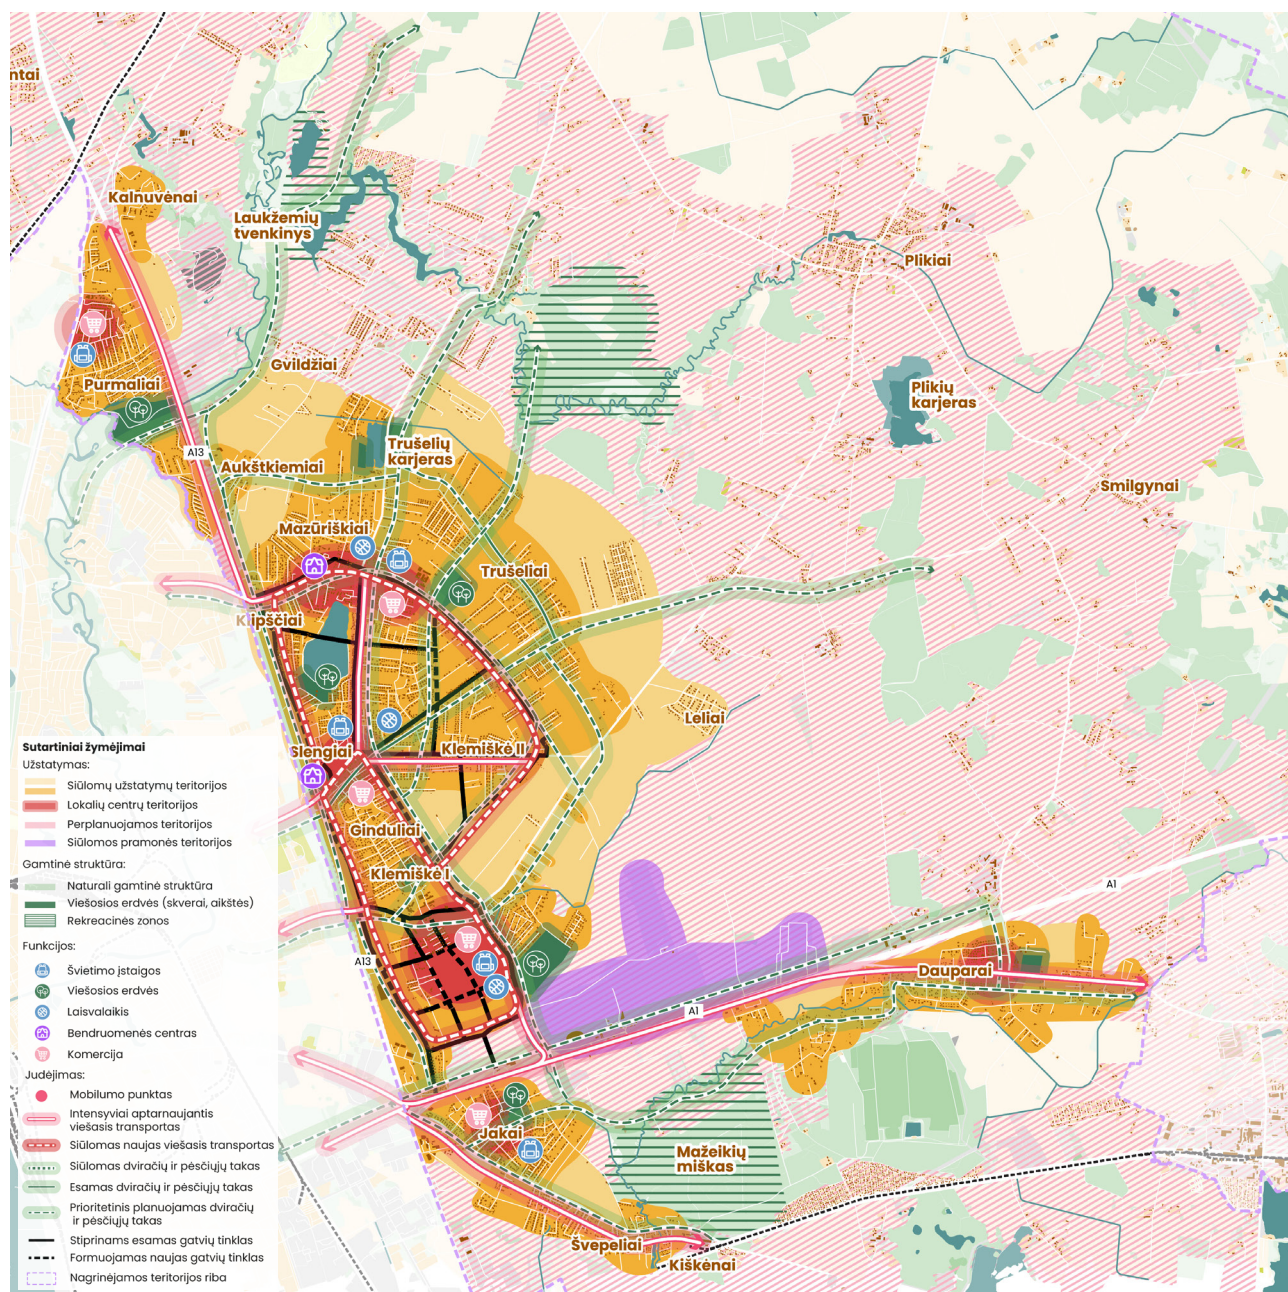 ntai
Kalnuvėnai
Laukžemių
tvenkinys
Plikiai
Gvildžiai
Purmaliai
Plikių
karjeras
A13
Trušelių
karjeras
Aukštkiemiai
Smilgynai
Mazūriškiai
Trušeliai
Klipščiai
Leliai
Slengiai
Klemiškė II
Ginduliai
Klemiškė I
A1
A13
Dauparai
A1
Jakai
Mažeikių
miškas
Švepeliai
Kiškėnai
Sutartiniai žymėjimai
Užstatymas:
Siūlomų užstatymų teritorijos
Lokalių centrų teritorijos
Perplanuojamos teritorijos
Siūlomos pramonės teritorijos
Gamtinė struktūra:
Naturali gamtinė struktūra
Viešosios erdvės (skverai, aikštės)
Rekreacinės zonos
Funkcijos:
Švietimo įstaigos
Viešosios erdvės
Laisvalaikis
Bendruomenės centras
Komercija
Judėjimas:
Mobilumo punktas
Intensyviai aptarnaujantis
viešasis transportas
Siūlomas naujas viešasis transportas
Siūlomas dviračių ir pėsčiųjų takas
Esamas dviračių ir pėsčiųjų takas
Prioritetinis planuojamas dviračių
ir pėsčiųjų takas
Stiprinams esamas gatvių tinklas
Formuojamas naujas gatvių tinklas
Nagrinėjamos teritorijos riba